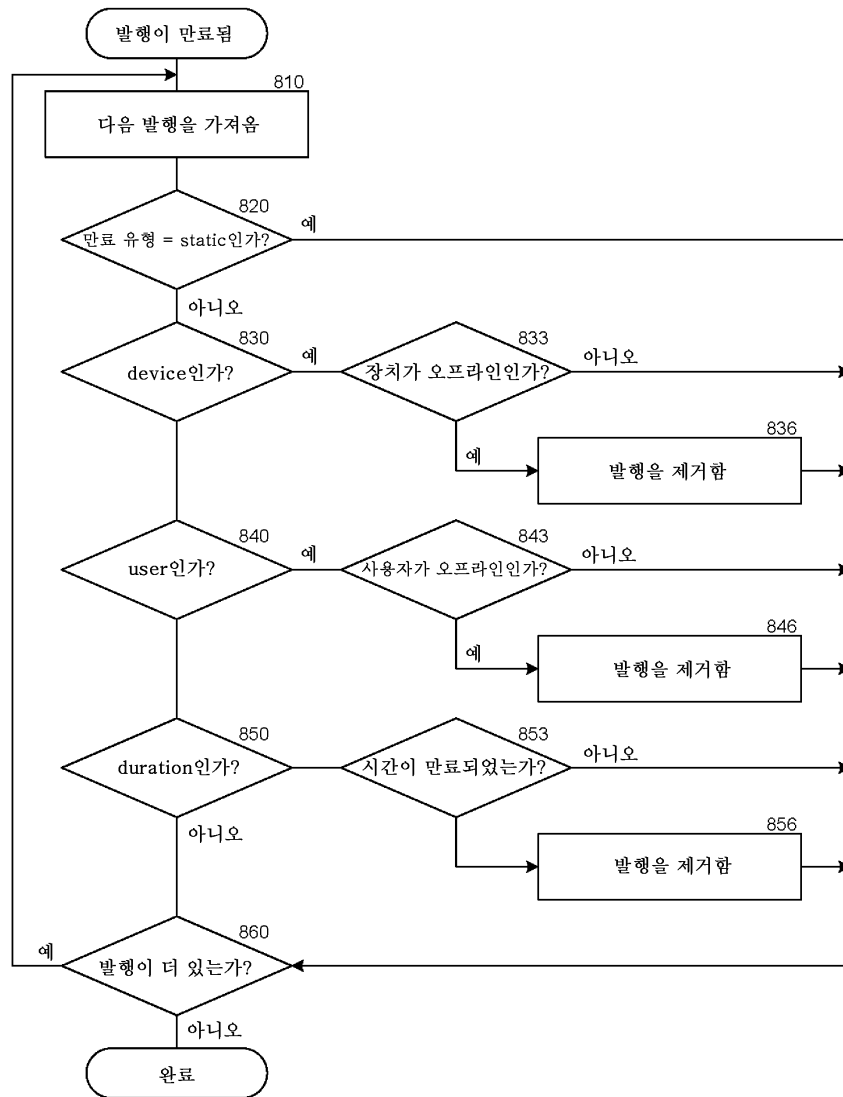 발행이 만료됨
810
다음 발행을 가져옴
820
만료 유형 = static인가?
예
아니오
830
device인가?
예
833
장치가 오프라인인가?
아니오
예
836
발행을 제거함
840
user인가?
예
843
사용자가 오프라인인가?
아니오
예
846
발행을 제거함
850
duration인가?
853
시간이 만료되었는가?
아니오
856
발행을 제거함
아니오
860
발행이 더 있는가?
예
아니오
완료